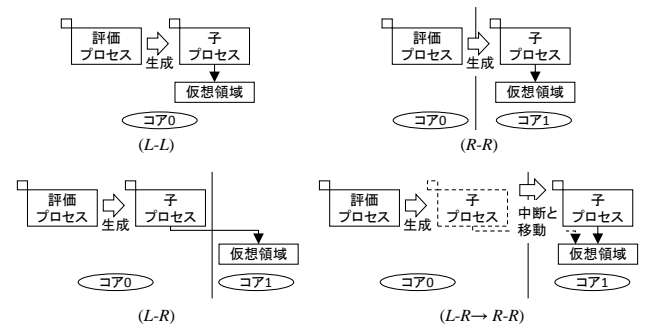 評価
プロセス
生成
子
プロセス
仮想領域
コア0
(L-L)
評価
プロセス
生成
子
プロセス
仮想領域
コア0
コア1
(R-R)
評価
プロセス
生成
子
プロセス
仮想領域
コア0
コア1
(L-R)
評価
プロセス
生成
子
プロセス
中断と
移動
子
プロセス
仮想領域
コア0
コア1
(L-R→ R-R)